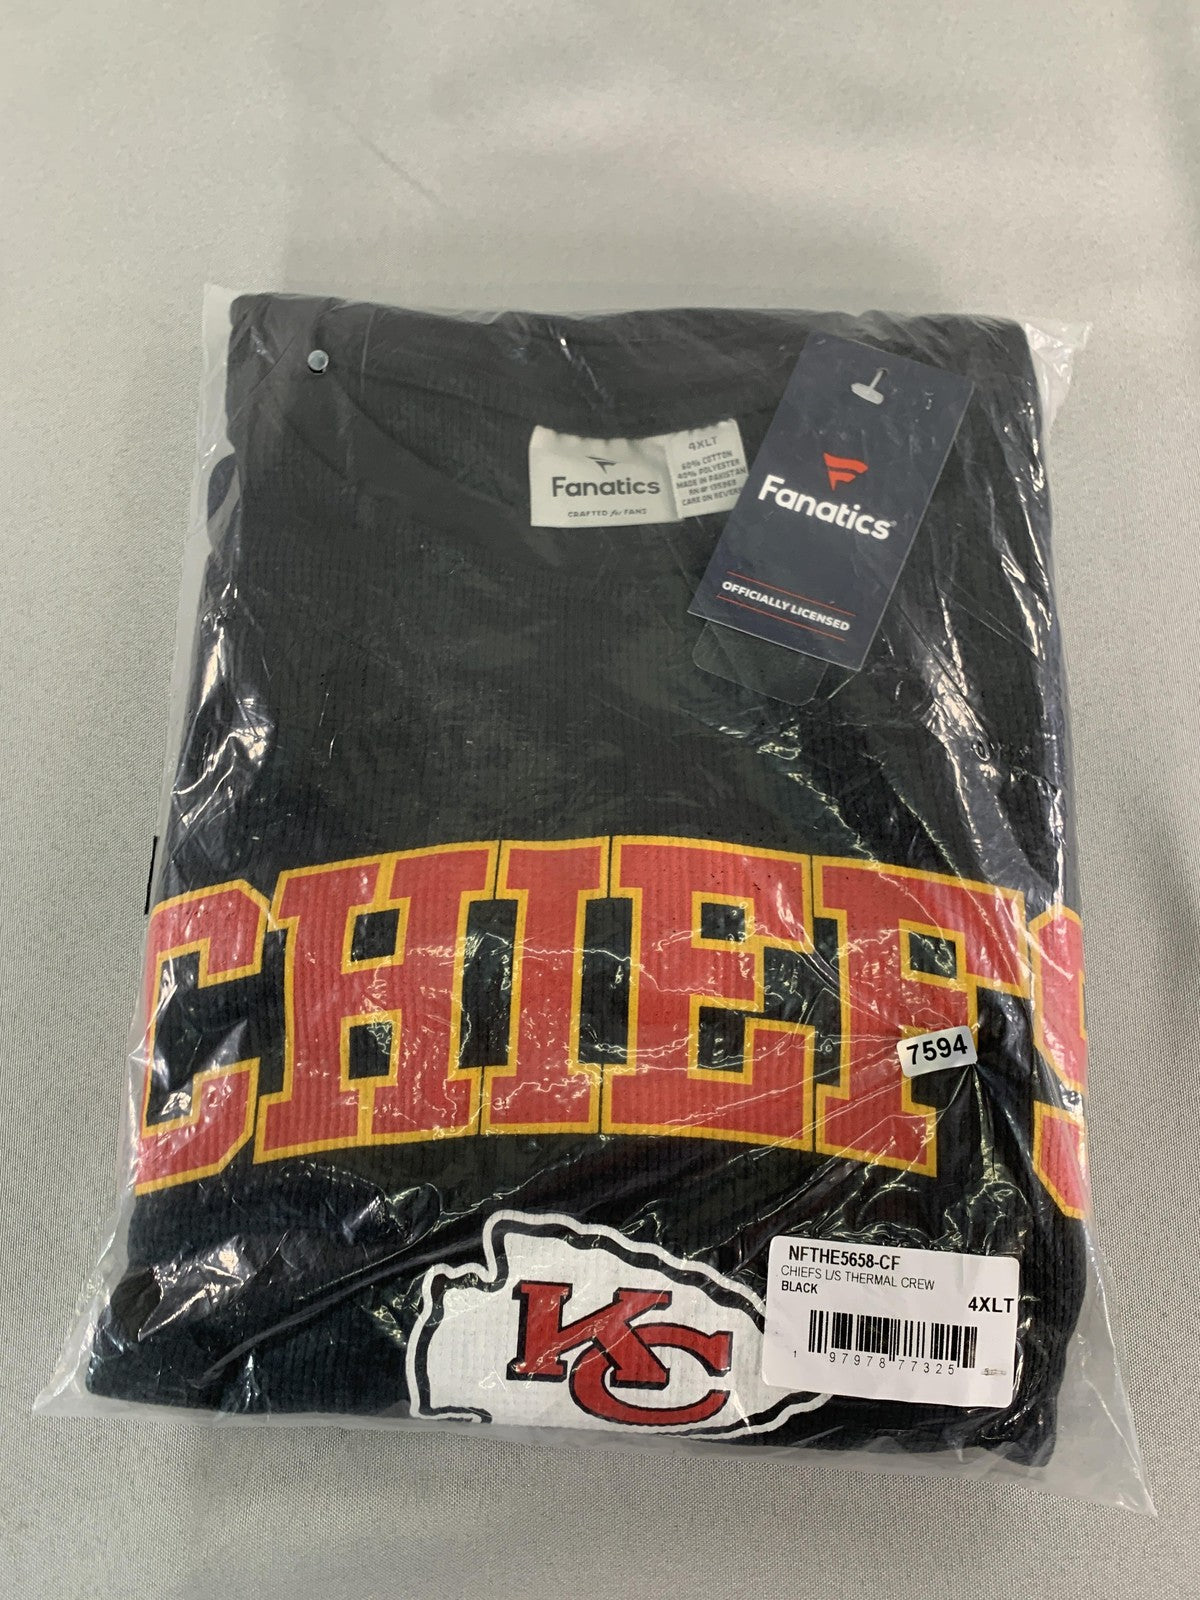 Fanatics
CRAFTED for FANS
4XLT
60% COTTON
40% POLYESTER
MADE IN PAKISTAN
CARE ON REVERSE
Fanatics
OFFICIALLY LICENSED
CHIEFS
7594
KC
NFTHE5658-CF
CHIEFS L/S THERMAL CREW
BLACK
4XLT
1 97978 77325